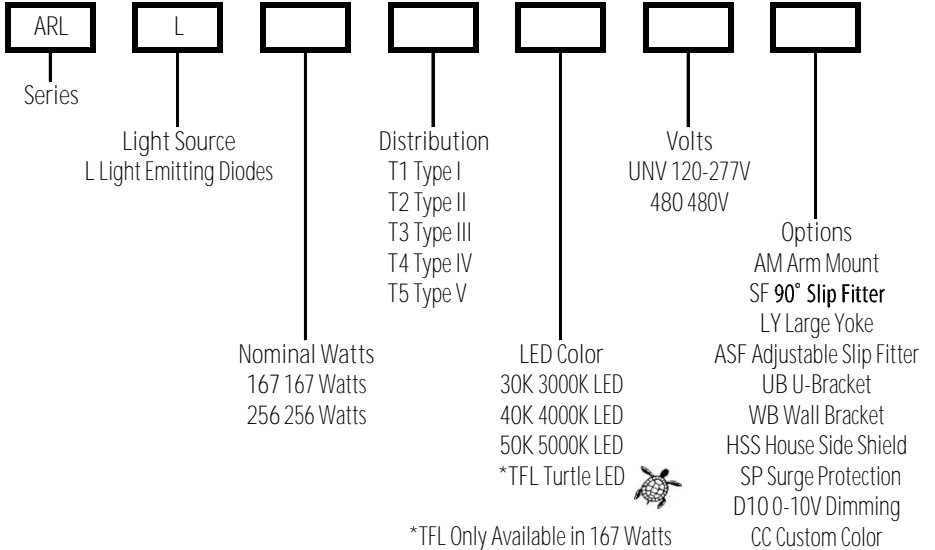 ARL
L
Series
Light Source
L Light Emitting Diodes
Nominal Watts
167 167 Watts
256 256 Watts
Distribution
T1 Type I
T2 Type II
T3 Type III
T4 Type IV
T5 Type V
LED Color
30K 3000K LED
40K 4000K LED
50K 5000K LED
*TFL Turtle LED
*TFL Only Available in 167 Watts
Volts
UNV 120-277V
480 480V
Options
AM Arm Mount
SF 90° Slip Fitter
LY Large Yoke
ASF Adjustable Slip Fitter
UB U-Bracket
WB Wall Bracket
HSS House Side Shield
SP Surge Protection
D10 0-10V Dimming
CC Custom Color